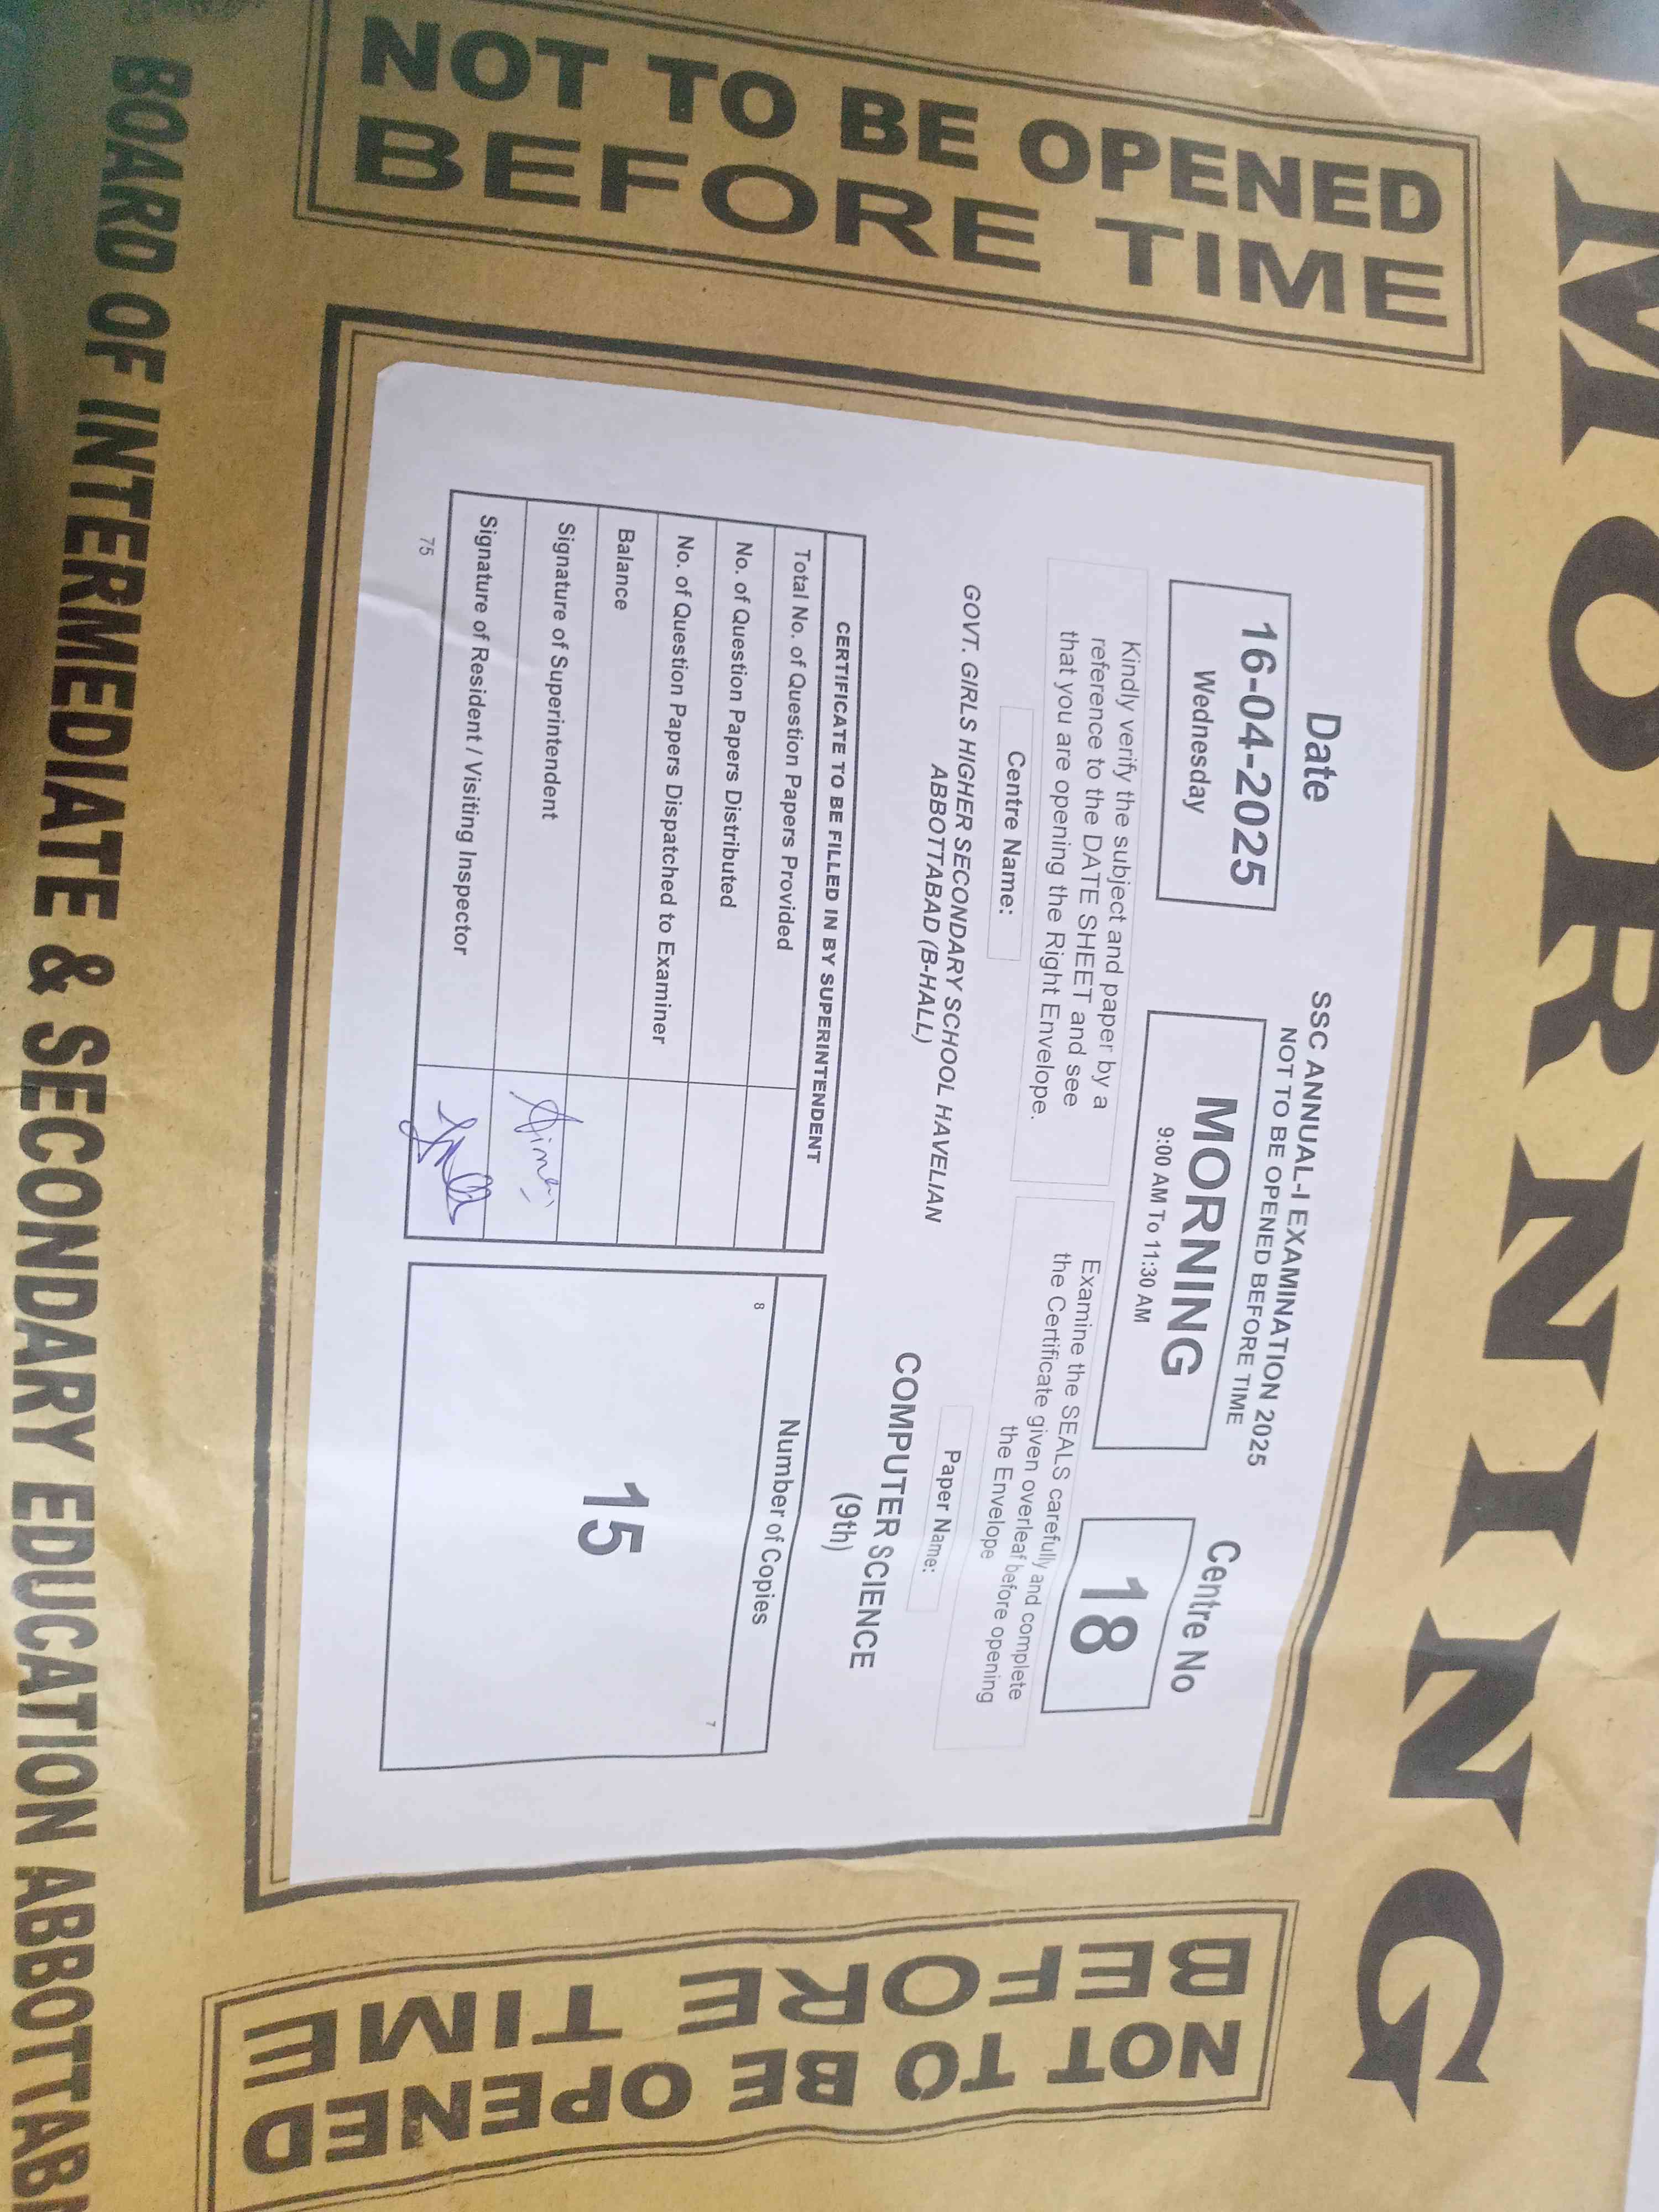 MORNING
NOT TO BE OPENED
BEFORE TIME
Date
16-04-2025
Wednesday
SSC ANNUAL-I EXAMINATION 2025
NOT TO BE OPENED BEFORE TIME
MORNING
9:00 AM To 11:30 AM
Centre No
18
Kindly verify the subject and paper by a
reference to the DATE SHEET and see
that you are opening the Right Envelope.
Examine the SEALS carefully and complete
the Certificate given overleaf before opening
the Envelope
Centre Name:
GOVT. GIRLS HIGHER SECONDARY SCHOOL HAVELIAN
ABBOTTABAD (B-HALL)
Paper Name:
COMPUTER SCIENCE
(9th)
CERTIFICATE TO BE FILLED IN BY SUPERINTENDENT
Total No. of Question Papers Provided
No. of Question Papers Distributed
No. of Question Papers Dispatched to Examiner
Balance
Signature of Superintendent
Signature of Resident / Visiting Inspector
75
Number of Copies
8
7
15
NOT TO BE OPENED
BEFORE TIME
BOARD OF INTERMEDIATE & SECONDARY EDUCATION ABBOTTAB